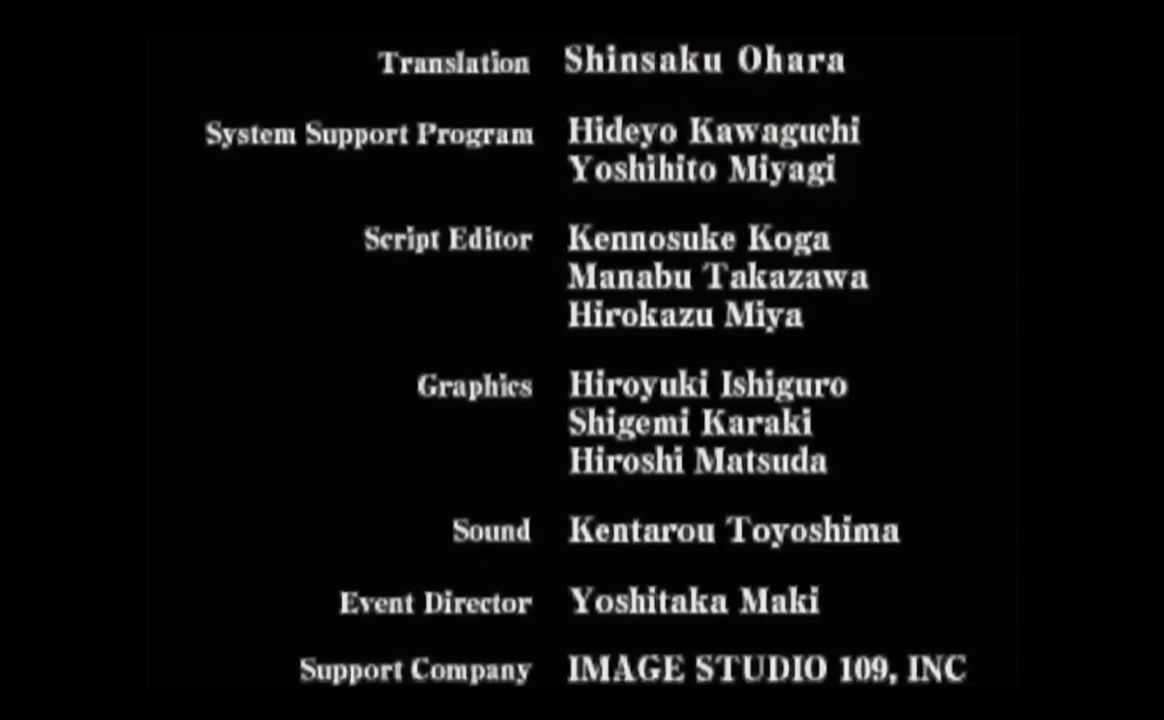 Translation Shinsaku Ohara
System Support Program Hideyo Kawaguchi
Yoshihito Miyagi
Script Editor Kennosuke Koga
Manabu Takazawa
Hirokazu Miya
Graphics Hiroyuki Ishiguro
Shigemi Karaki
Hiroshi Matsuda
Sound Kentarou Toyoshima
Event Director Yoshitaka Maki
Support Company IMAGE STUDIO 109, INC